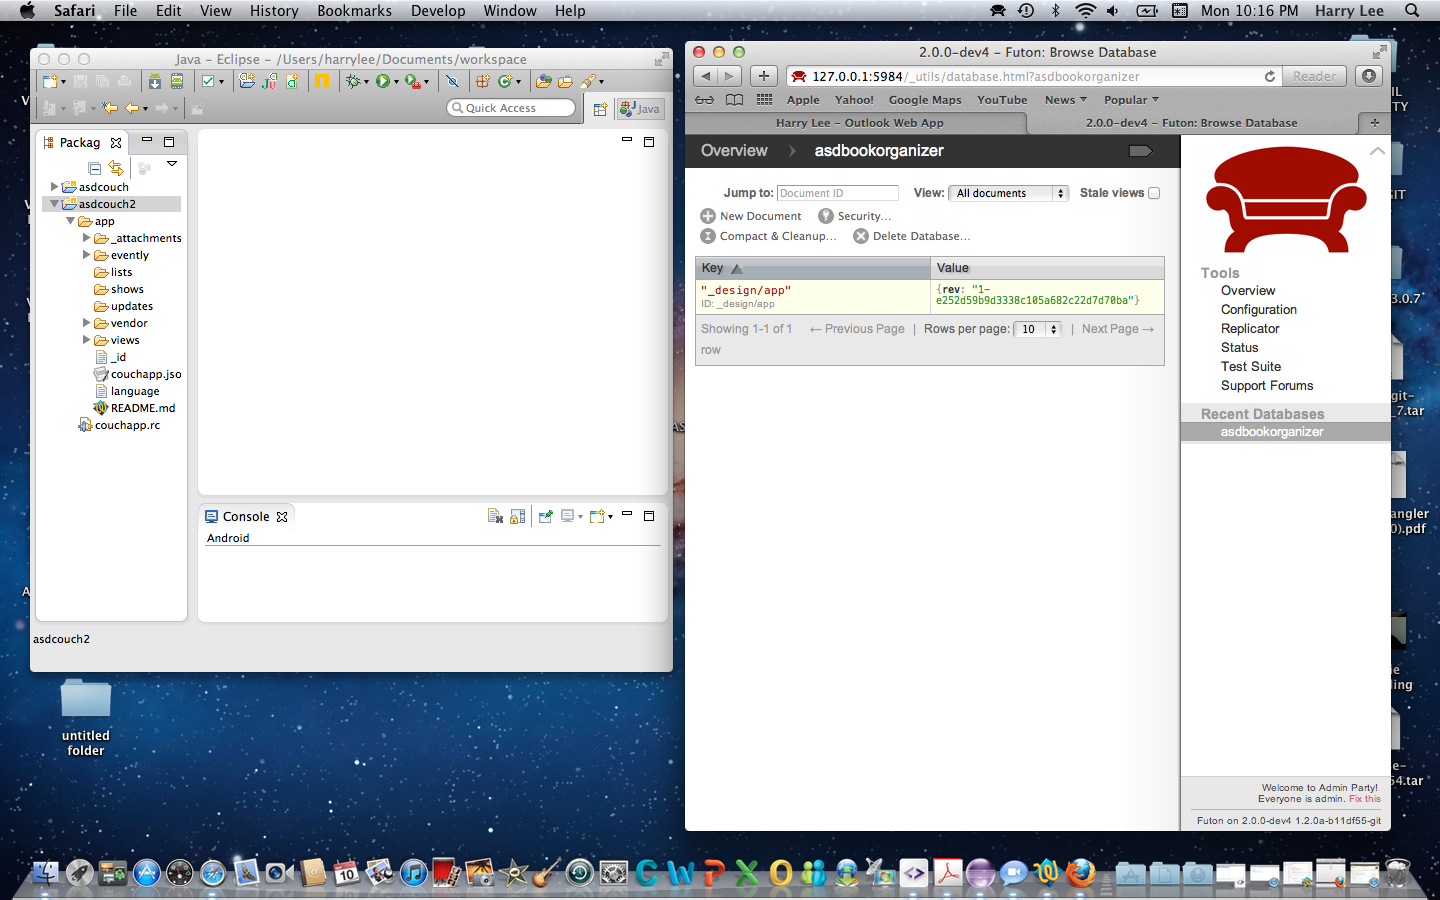 Safari File Edit View History Bookmarks Develop Window Help Mon 10:16 PM Harry Lee
Java – Eclipse – /Users/harrylee/Documents/workspace
Quick Access
Java
Packag
asdcouch
asdcouch2
app
_attachments
evently
lists
shows
updates
vendor
views
_id
couchapp.jso
language
README.md
couchapp.rc
Console
Android
asdcouch2
untitled
folder
2.0.0-dev4 – Futon: Browse Database
127.0.0.1:5984/_utils/database.html?asdbookorganizer
Reader
Apple Yahoo! Google Maps YouTube News Popular
Harry Lee – Outlook Web App
2.0.0-dev4 – Futon: Browse Database
Overview asdbookorganizer
Jump to: Document ID View: All documents Stale views
New Document Security…
Compact & Cleanup… Delete Database…
Key Value
"_design/app"
ID: _design/app
{rev: "1-
e252d59b9d3338c105a682c22d7d70ba"}
Showing 1-1 of 1
row
← Previous Page | Rows per page: 10 | Next Page →
Tools
Overview
Configuration
Replicator
Status
Test Suite
Support Forums
Recent Databases
asdbookorganizer
Welcome to Admin Party!
Everyone is admin. Fix this
Futon on 2.0.0-dev4 1.2.0a-b11df55-git
3.0.7
git-
_7.tar
angler
0).pdf
ie
ling
e-
64.tar
10